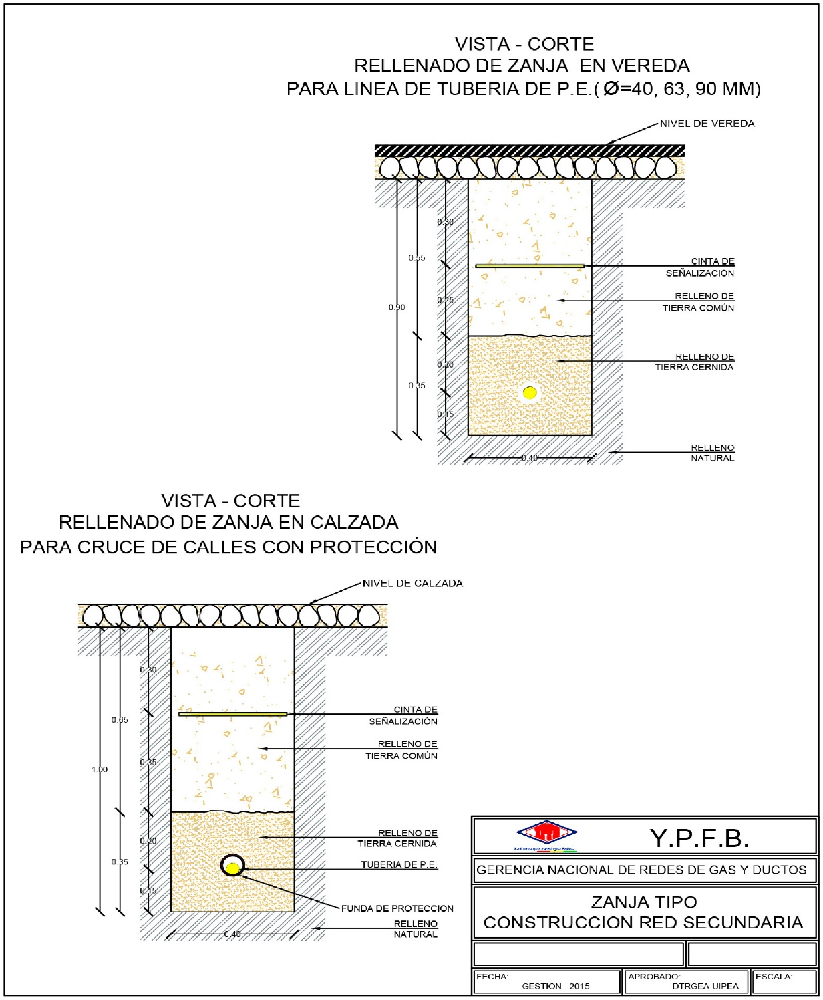 VISTA - CORTE
RELLENADO DE ZANJA EN VEREDA
PARA LINEA DE TUBERIA DE P.E.( Ø=40, 63, 90 MM)
NIVEL DE VEREDA
0.30
0.55
CINTA DE
SEÑALIZACIÓN
RELLENO DE
TIERRA COMÚN
0.25
0.90
RELLENO DE
TIERRA CERNIDA
0.20
0.35
0.15
RELLENO
NATURAL
0.40
VISTA - CORTE
RELLENADO DE ZANJA EN CALZADA
PARA CRUCE DE CALLES CON PROTECCIÓN
NIVEL DE CALZADA
0.30
CINTA DE
SEÑALIZACIÓN
0.65
RELLENO DE
TIERRA COMÚN
0.35
1.00
RELLENO DE
TIERRA CERNIDA
0.20
0.35
TUBERIA DE P.E.
0.15
FUNDA DE PROTECCION
RELLENO
NATURAL
0.40
La fuerza que transforma Bolivia
Y.P.F.B.
GERENCIA NACIONAL DE REDES DE GAS Y DUCTOS
ZANJA TIPO
CONSTRUCCION RED SECUNDARIA
FECHA:
GESTION - 2015
APROBADO:
DTRGEA-UIPEA
ESCALA: